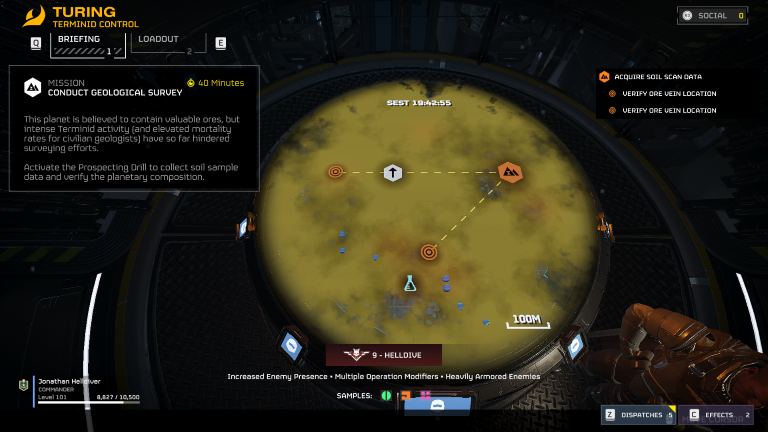 TURING
TERMINID CONTROL
SOCIAL 0
Q
BRIEFING
1
LOADOUT
2
E
MISSION
40 Minutes
CONDUCT GEOLOGICAL SURVEY
This planet is believed to contain valuable ores, but
intense Terminid activity (and elevated mortality
rates for civilian geologists) have so far hindered
surveying efforts.
Activate the Prospecting Drill to collect soil sample
data and verify the planetary composition.
ACQUIRE SOIL SCAN DATA
VERIFY ORE VEIN LOCATION
VERIFY ORE VEIN LOCATION
SEST 19:42:55
100M
9 - HELLDIVE
Increased Enemy Presence • Multiple Operation Modifiers • Heavily Armored Enemies
SAMPLES:
Jonathan Helldiver
COMMANDER
Level 101
8,827 / 10,500
Z DISPATCHES 5
C EFFECTS 2